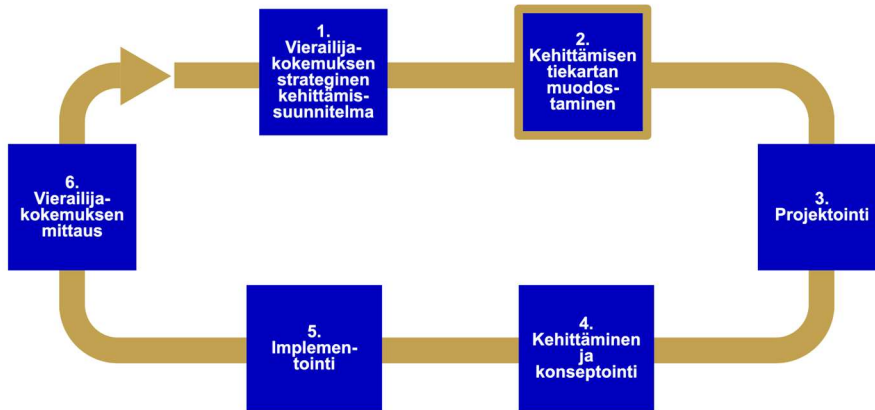 1.
Vierailija-
kokemuksen
strateginen
kehittämis-
suunnitelma
2.
Kehittämisen
tiekartan
muodos-
taminen
3.
Projektointi
4.
Kehittäminen
ja
konseptointi
5.
Implemen-
tointi
6.
Vierailija-
kokemuksen
mittaus